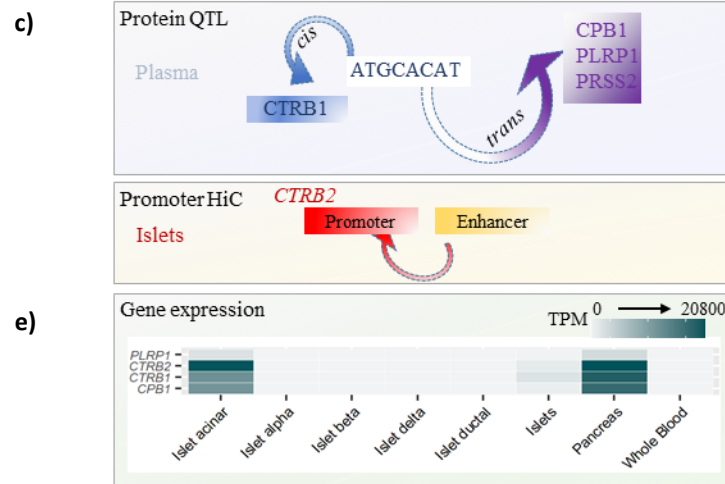 c)
Protein QTL
Plasma
cis
CTRB1
ATGCACAT
trans
CPB1
PLRP1
PRSS2
Promoter HiC
Islets
CTRB2
Promoter
Enhancer
e)
Gene expression
TPM
0
20800
PLRP1
CTRB2
CTRB1
CPB1
Islet acinar
Islet alpha
Islet beta
Islet delta
Islet ductal
Islets
Pancreas
Whole Blood